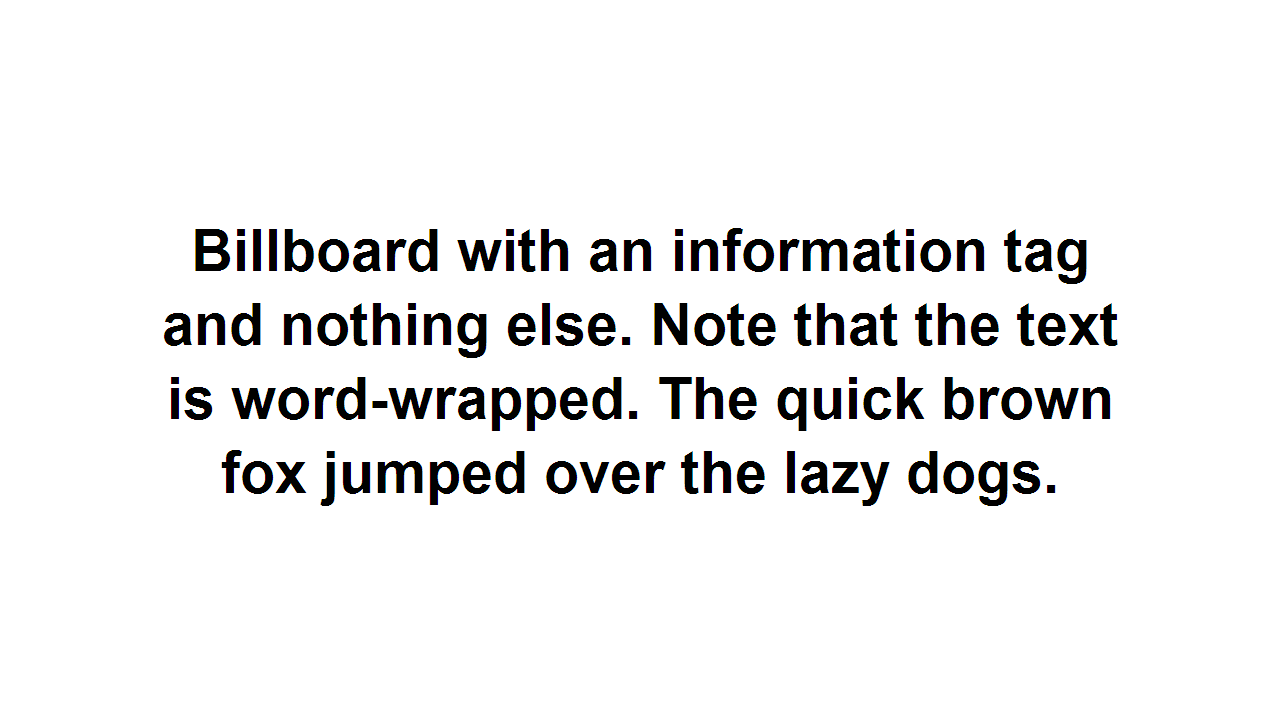 Billboard with an information tag
and nothing else. Note that the text
is word-wrapped. The quick brown
fox jumped over the lazy dogs.